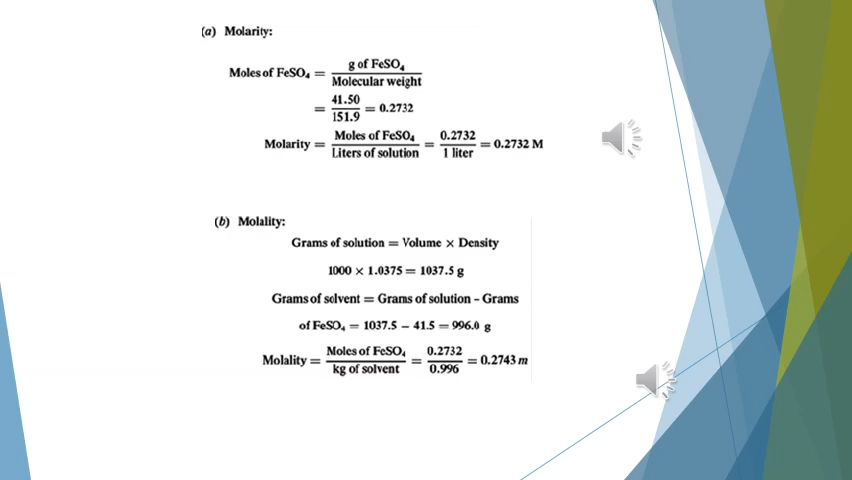 (a) Molarity:
Moles of FeSO₄ = g of FeSO₄ / Molecular weight
= 41.50 / 151.9 = 0.2732
Molarity = Moles of FeSO₄ / Liters of solution = 0.2732 / 1 liter = 0.2732 M
(b) Molality:
Grams of solution = Volume × Density
1000 × 1.0375 = 1037.5 g
Grams of solvent = Grams of solution – Grams
of FeSO₄ = 1037.5 − 41.5 = 996.0 g
Molality = Moles of FeSO₄ / kg of solvent = 0.2732 / 0.996 = 0.2743 m